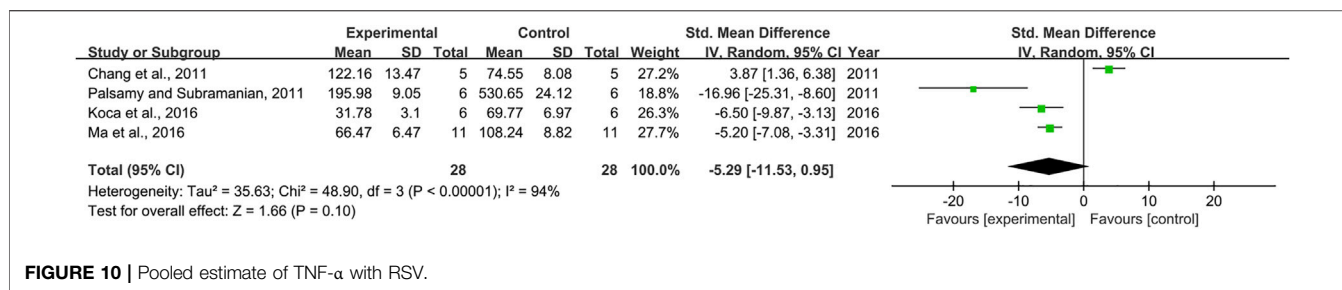 Experimental Control Std. Mean Difference Std. Mean Difference
Study or Subgroup Mean SD Total Mean SD Total Weight IV, Random, 95% CI Year IV, Random, 95% CI
Chang et al., 2011 122.16 13.47 5 74.55 8.08 5 27.2% 3.87 [1.36, 6.38] 2011
Palsamy and Subramanian, 2011 195.98 9.05 6 530.65 24.12 6 18.8% -16.96 [-25.31, -8.60] 2011
Koca et al., 2016 31.78 3.1 6 69.77 6.97 6 26.3% -6.50 [-9.87, -3.13] 2016
Ma et al., 2016 66.47 6.47 11 108.24 8.82 11 27.7% -5.20 [-7.08, -3.31] 2016
Total (95% CI) 28 28 100.0% -5.29 [-11.53, 0.95]
Heterogeneity: Tau² = 35.63; Chi² = 48.90, df = 3 (P < 0.00001); I² = 94%
Test for overall effect: Z = 1.66 (P = 0.10)
-20 -10 0 10 20
Favours [experimental] Favours [control]
FIGURE 10 | Pooled estimate of TNF-α with RSV.